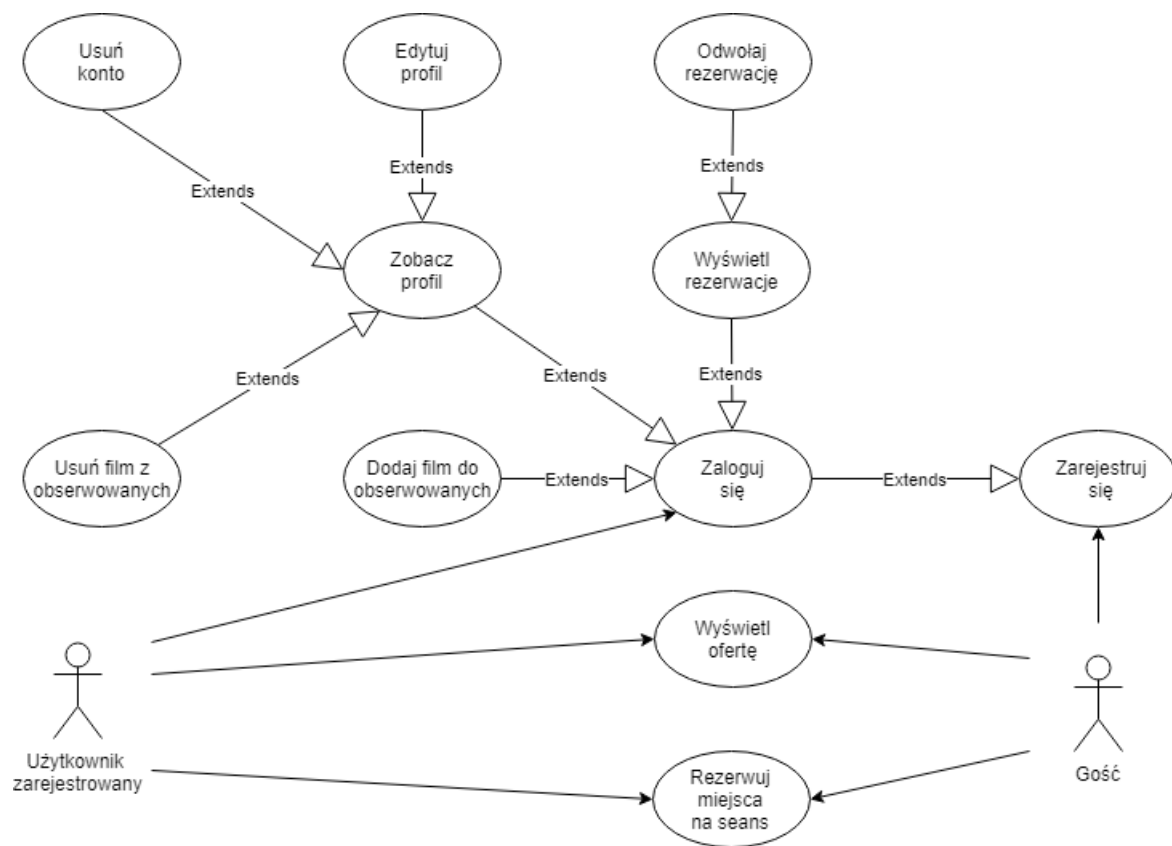 Usuń
konto
Edytuj
profil
Odwołaj
rezerwację
Extends
Extends
Extends
Zobacz
profil
Wyświetl
rezerwacje
Extends
Extends
Extends
Usuń film z
obserwowanych
Dodaj film do
obserwowanych
Extends
Zaloguj
się
Extends
Zarejestruj
się
Wyświetl
ofertę
Użytkownik
zarejestrowany
Rezerwuj
miejsca
na seans
Gość